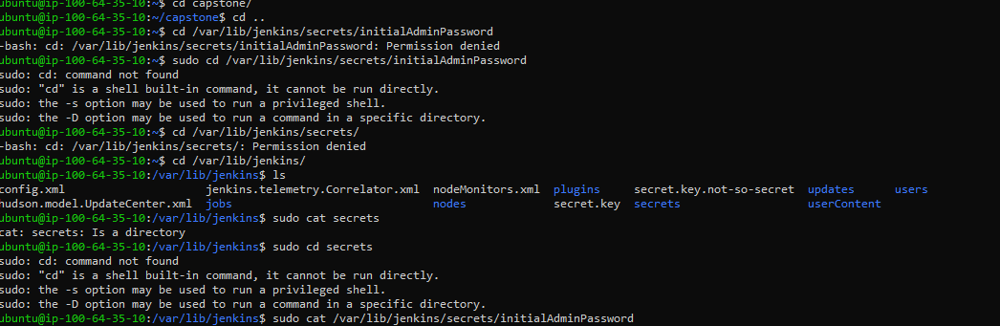 ubuntu@ip-100-64-35-10:~$ cd capstone/
ubuntu@ip-100-64-35-10:~/capstone$ cd ..
ubuntu@ip-100-64-35-10:~$ cd /var/lib/jenkins/secrets/initialAdminPassword
-bash: cd: /var/lib/jenkins/secrets/initialAdminPassword: Permission denied
ubuntu@ip-100-64-35-10:~$ sudo cd /var/lib/jenkins/secrets/initialAdminPassword
sudo: cd: command not found
sudo: "cd" is a shell built-in command, it cannot be run directly.
sudo: the -s option may be used to run a privileged shell.
sudo: the -D option may be used to run a command in a specific directory.
ubuntu@ip-100-64-35-10:~$ cd /var/lib/jenkins/secrets/
-bash: cd: /var/lib/jenkins/secrets/: Permission denied
ubuntu@ip-100-64-35-10:~$ cd /var/lib/jenkins/
ubuntu@ip-100-64-35-10:/var/lib/jenkins$ ls
config.xml jenkins.telemetry.Correlator.xml nodeMonitors.xml plugins secret.key.not-so-secret updates users
hudson.model.UpdateCenter.xml jobs nodes secret.key secrets userContent
ubuntu@ip-100-64-35-10:/var/lib/jenkins$ sudo cat secrets
cat: secrets: Is a directory
ubuntu@ip-100-64-35-10:/var/lib/jenkins$ sudo cd secrets
sudo: cd: command not found
sudo: "cd" is a shell built-in command, it cannot be run directly.
sudo: the -s option may be used to run a privileged shell.
sudo: the -D option may be used to run a command in a specific directory.
ubuntu@ip-100-64-35-10:/var/lib/jenkins$ sudo cat /var/lib/jenkins/secrets/initialAdminPassword